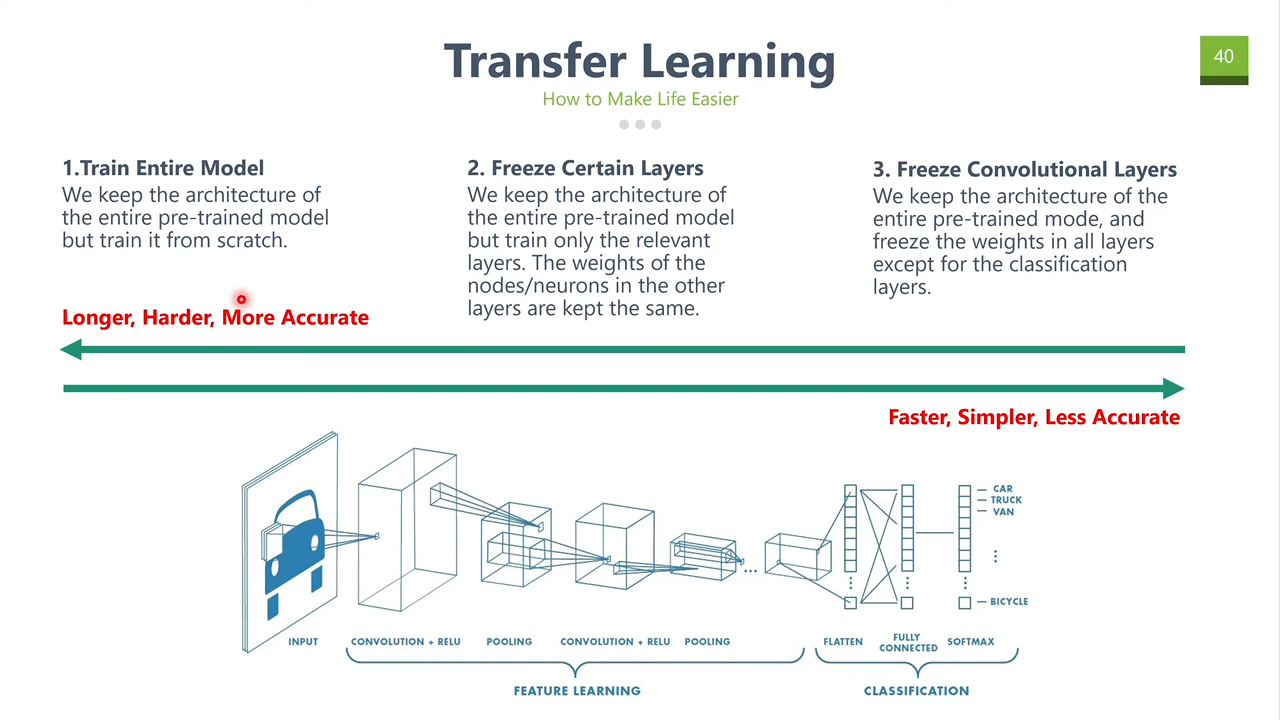 Transfer Learning
How to Make Life Easier
40
1.Train Entire Model
We keep the architecture of
the entire pre-trained model
but train it from scratch.
2. Freeze Certain Layers
We keep the architecture of
the entire pre-trained model
but train only the relevant
layers. The weights of the
nodes/neurons in the other
layers are kept the same.
3. Freeze Convolutional Layers
We keep the architecture of the
entire pre-trained mode, and
freeze the weights in all layers
except for the classification
layers.
Longer, Harder, More Accurate
Faster, Simpler, Less Accurate
CAR
TRUCK
VAN
BICYCLE
INPUT
CONVOLUTION + RELU
POOLING
CONVOLUTION + RELU
POOLING
FLATTEN
FULLY
CONNECTED
SOFTMAX
FEATURE LEARNING
CLASSIFICATION